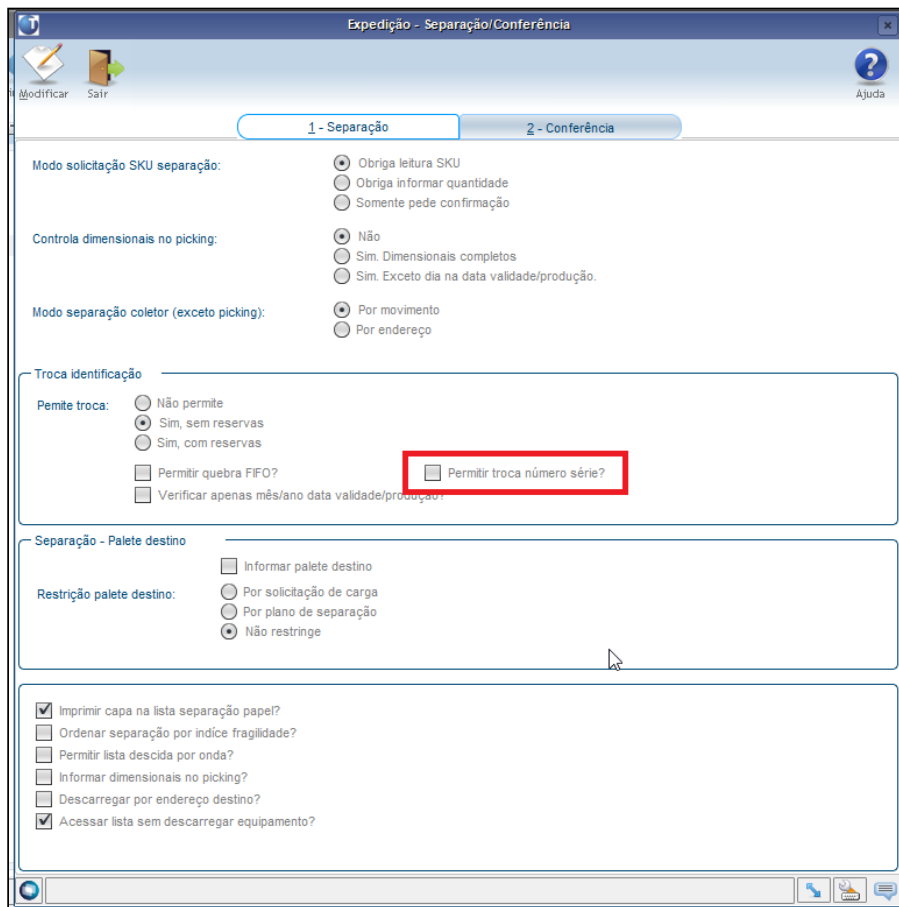 Expedição - Separação/Conferência
Modificar Sair Ajuda
1 - Separação 2 - Conferência
Modo solicitação SKU separação: Obriga leitura SKU
Obriga informar quantidade
Somente pede confirmação
Controla dimensionais no picking: Não
Sim. Dimensionais completos
Sim. Exceto dia na data validade/produção.
Modo separação coletor (exceto picking): Por movimento
Por endereço
Troca identificação
Pemite troca: Não permite
Sim, sem reservas
Sim, com reservas
Permitir quebra FIFO? Permitir troca número série?
Verificar apenas mês/ano data validade/produção?
Separação - Palete destino
Informar palete destino
Restrição palete destino: Por solicitação de carga
Por plano de separação
Não restringe
Imprimir capa na lista separação papel?
Ordenar separação por indíce fragilidade?
Permitir lista descida por onda?
Informar dimensionais no picking?
Descarregar por endereço destino?
Acessar lista sem descarregar equipamento?